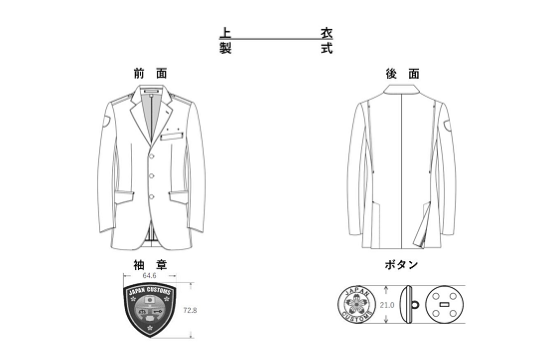 上 衣
製 式
前 面
後 面
袖 章
64.6
JAPAN CUSTOMS
72.8
ボタン
JAPAN
CUSTOMS
21.0